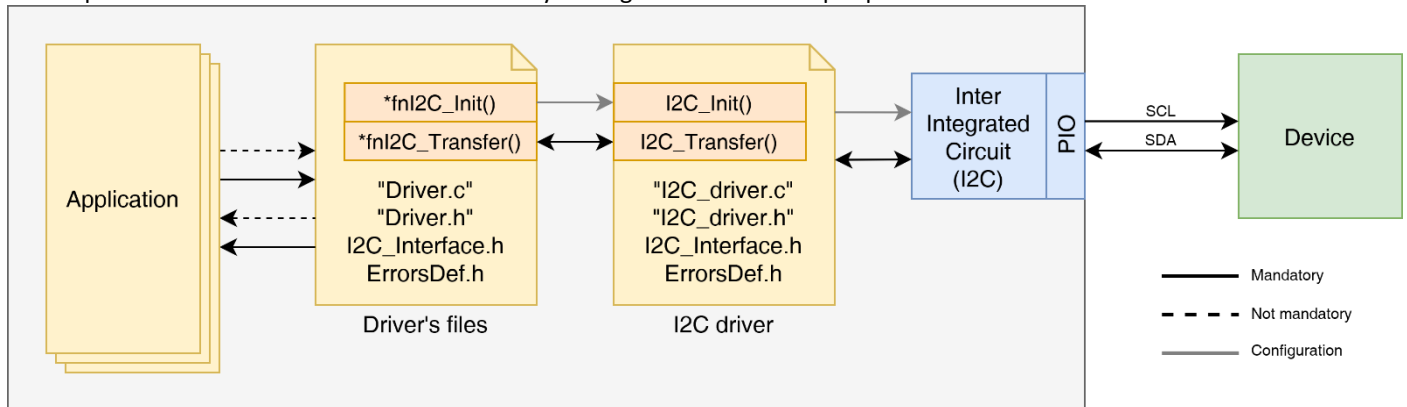 Application
*fnI2C_Init()
*fnI2C_Transfer()
"Driver.c"
"Driver.h"
I2C_Interface.h
ErrorsDef.h
Driver's files
I2C_Init()
I2C_Transfer()
"I2C_driver.c"
"I2C_driver.h"
I2C_Interface.h
ErrorsDef.h
I2C driver
Inter
Integrated
Circuit
(I2C)
PIO
SCL
SDA
Device
Mandatory
Not mandatory
Configuration